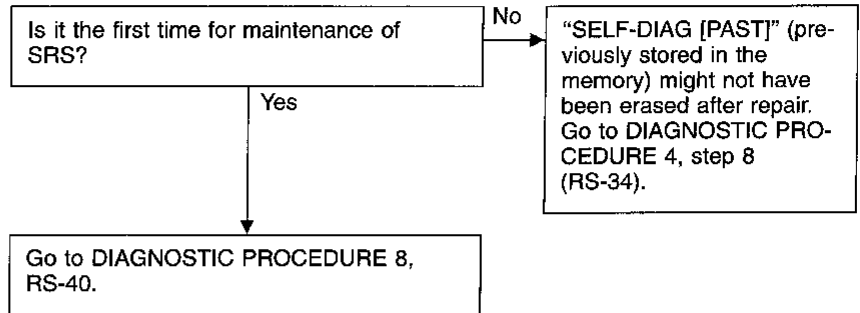 Is it the first time for maintenance of
SRS?
No
"SELF-DIAG [PAST]" (pre-
viously stored in the
memory) might not have
been erased after repair.
Go to DIAGNOSTIC PRO-
CEDURE 4, step 8
(RS-34).
Yes
Go to DIAGNOSTIC PROCEDURE 8,
RS-40.